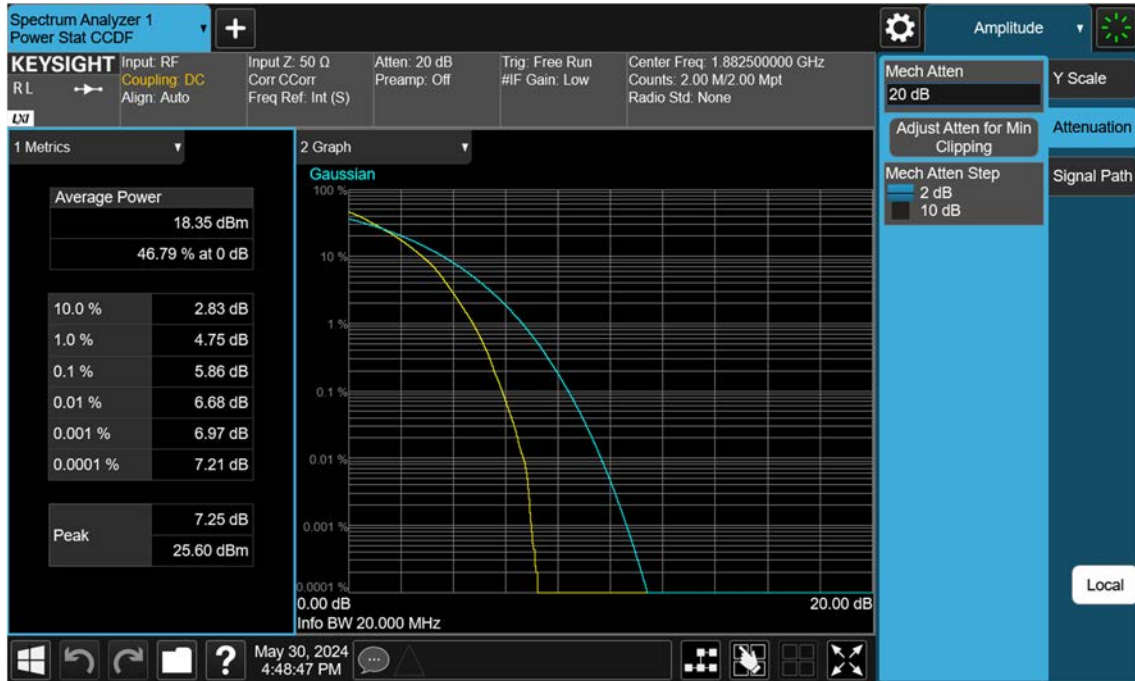 Spectrum Analyzer 1
Power Stat CCDF
Amplitude
KEYSIGHT
R L
LXI
Input: RF
Coupling: DC
Align: Auto
Input Z: 50 Ω
Corr CCorr
Freq Ref: Int (S)
Atten: 20 dB
Preamp: Off
Trig: Free Run
#IF Gain: Low
Center Freq: 1.882500000 GHz
Counts: 2.00 M/2.00 Mpt
Radio Std: None
1 Metrics
Average Power
18.35 dBm
46.79 % at 0 dB
10.0 % 2.83 dB
1.0 % 4.75 dB
0.1 % 5.86 dB
0.01 % 6.68 dB
0.001 % 6.97 dB
0.0001 % 7.21 dB
Peak
7.25 dB
25.60 dBm
2 Graph
Gaussian
100 %
10 %
1 %
0.1 %
0.01 %
0.001 %
0.0001 %
0.00 dB 20.00 dB
Info BW 20.000 MHz
Mech Atten
20 dB
Adjust Atten for Min
Clipping
Mech Atten Step
2 dB
10 dB
Y Scale
Attenuation
Signal Path
Local
?
May 30, 2024
4:48:47 PM